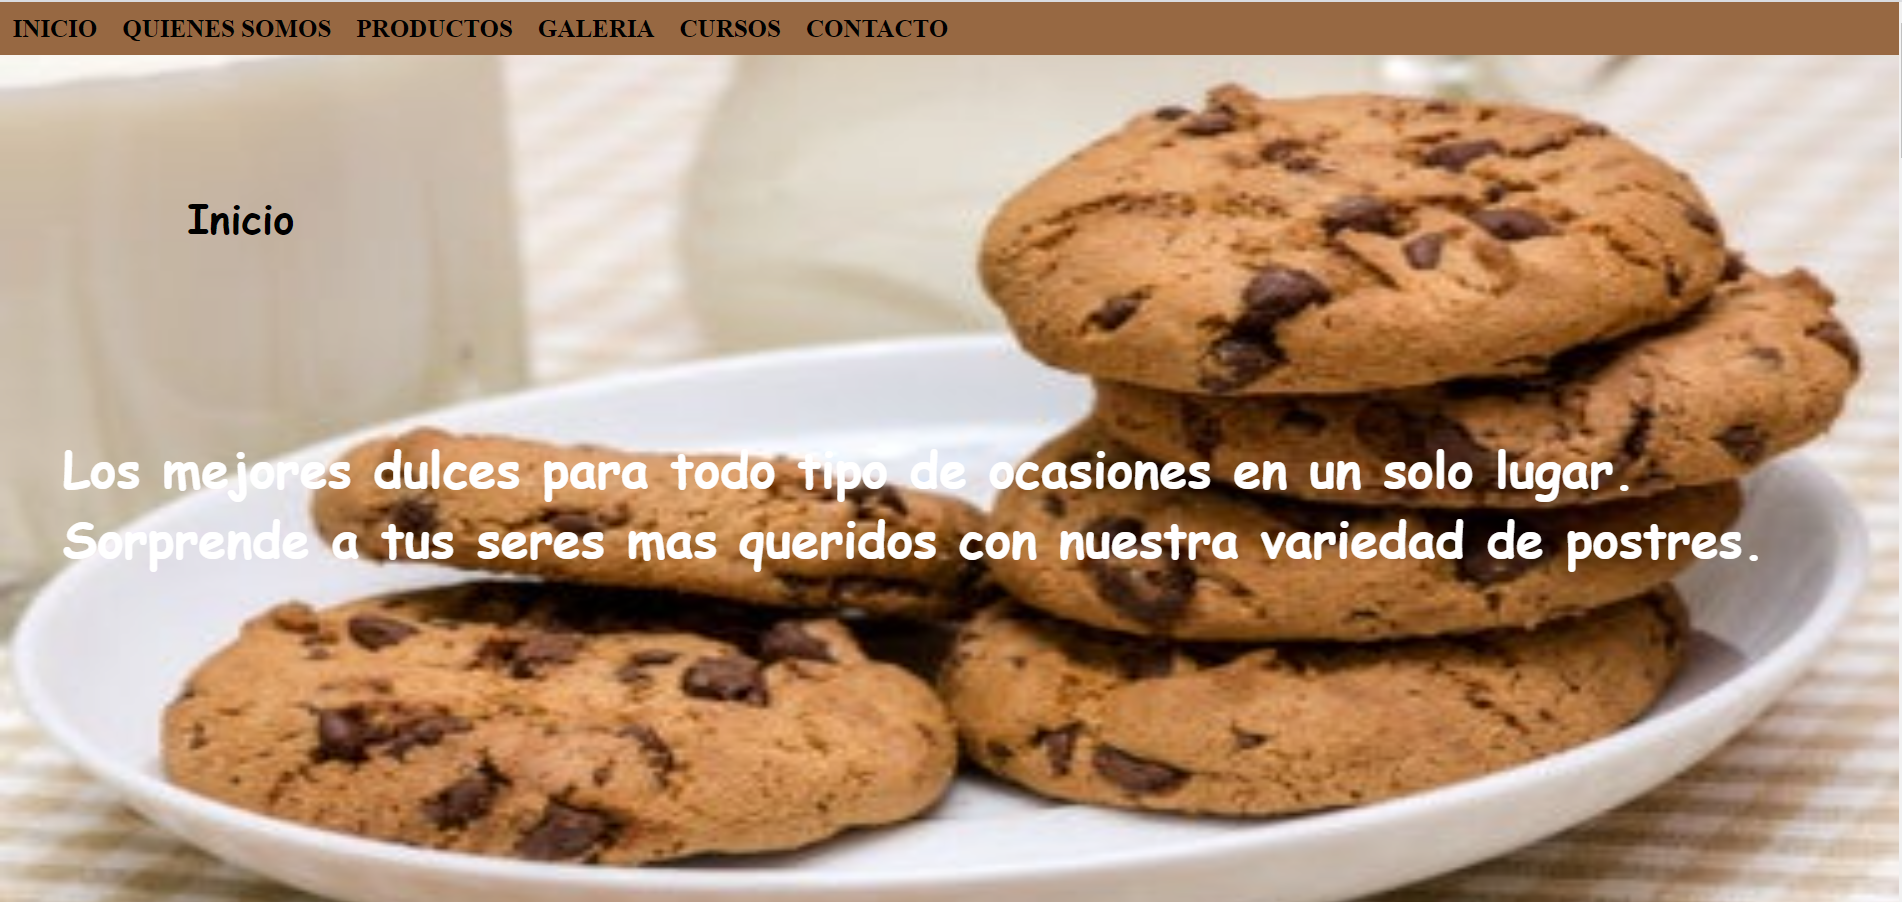 INICIO QUIENES SOMOS PRODUCTOS GALERIA CURSOS CONTACTO
Inicio
Los mejores dulces para todo tipo de ocasiones en un solo lugar.
Sorprende a tus seres mas queridos con nuestra variedad de postres.